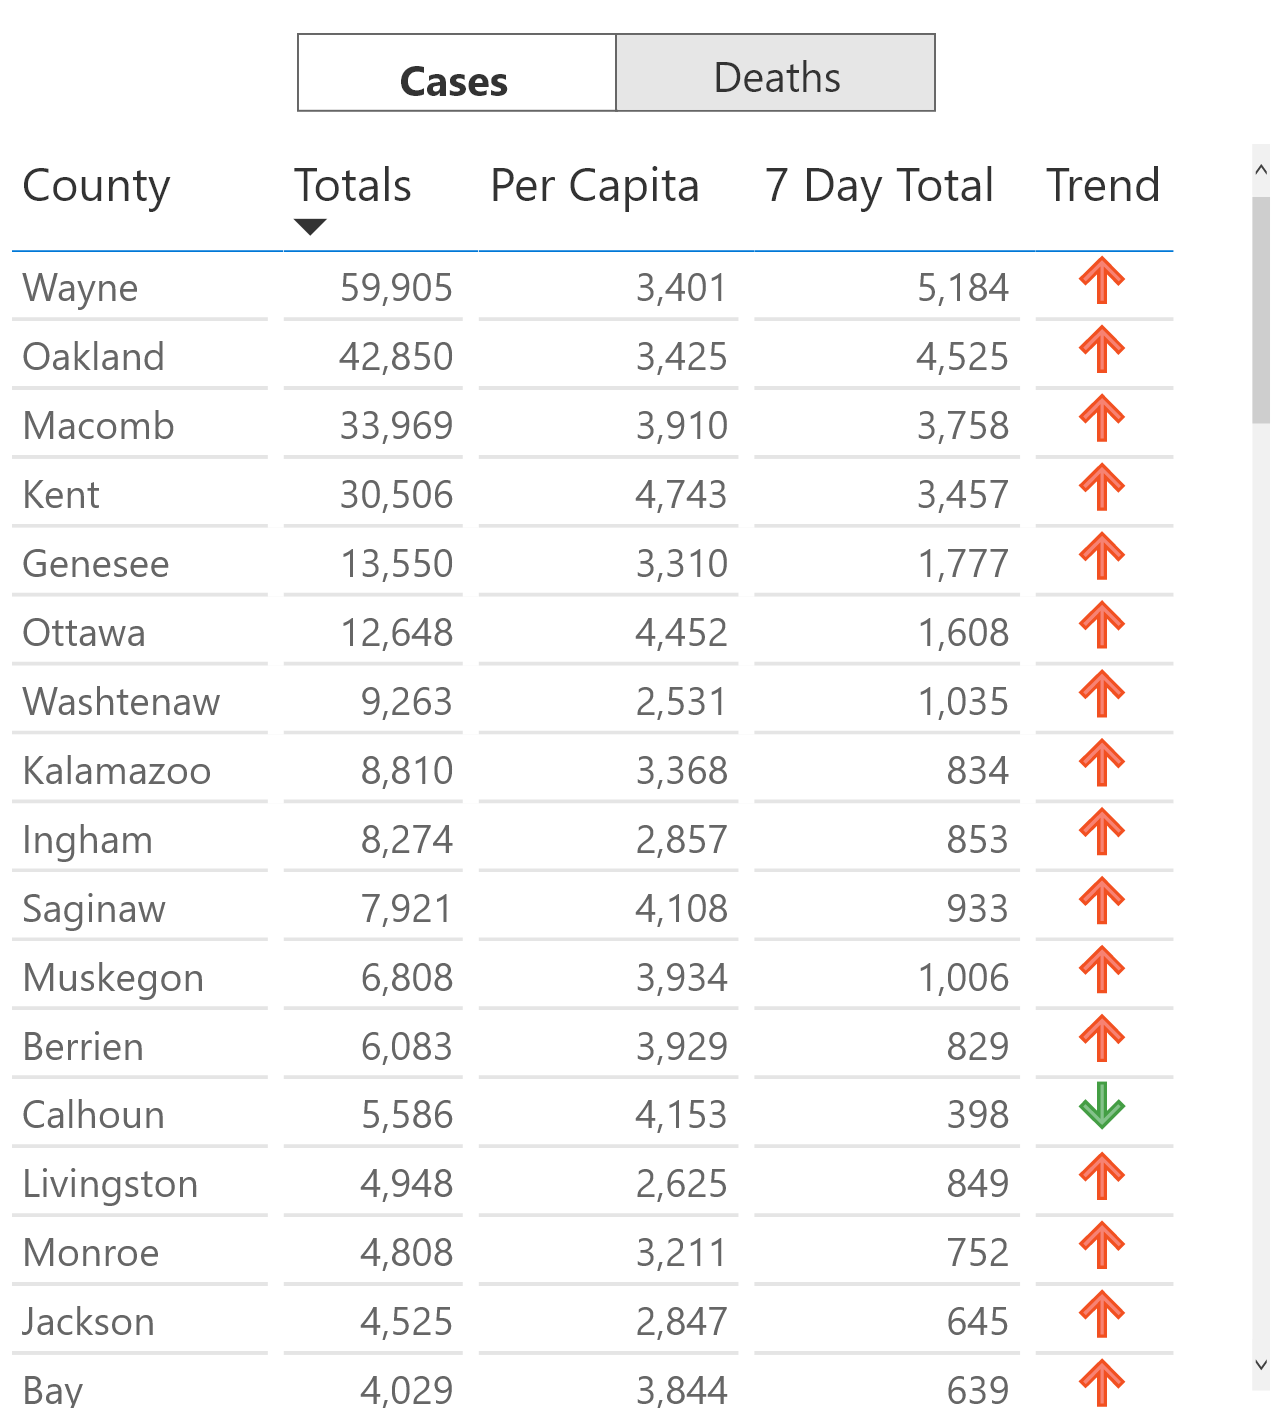 Cases Deaths
County Totals Per Capita 7 Day Total Trend
Wayne 59,905 3,401 5,184
Oakland 42,850 3,425 4,525
Macomb 33,969 3,910 3,758
Kent 30,506 4,743 3,457
Genesee 13,550 3,310 1,777
Ottawa 12,648 4,452 1,608
Washtenaw 9,263 2,531 1,035
Kalamazoo 8,810 3,368 834
Ingham 8,274 2,857 853
Saginaw 7,921 4,108 933
Muskegon 6,808 3,934 1,006
Berrien 6,083 3,929 829
Calhoun 5,586 4,153 398
Livingston 4,948 2,625 849
Monroe 4,808 3,211 752
Jackson 4,525 2,847 645
Bay 4,029 3,844 639